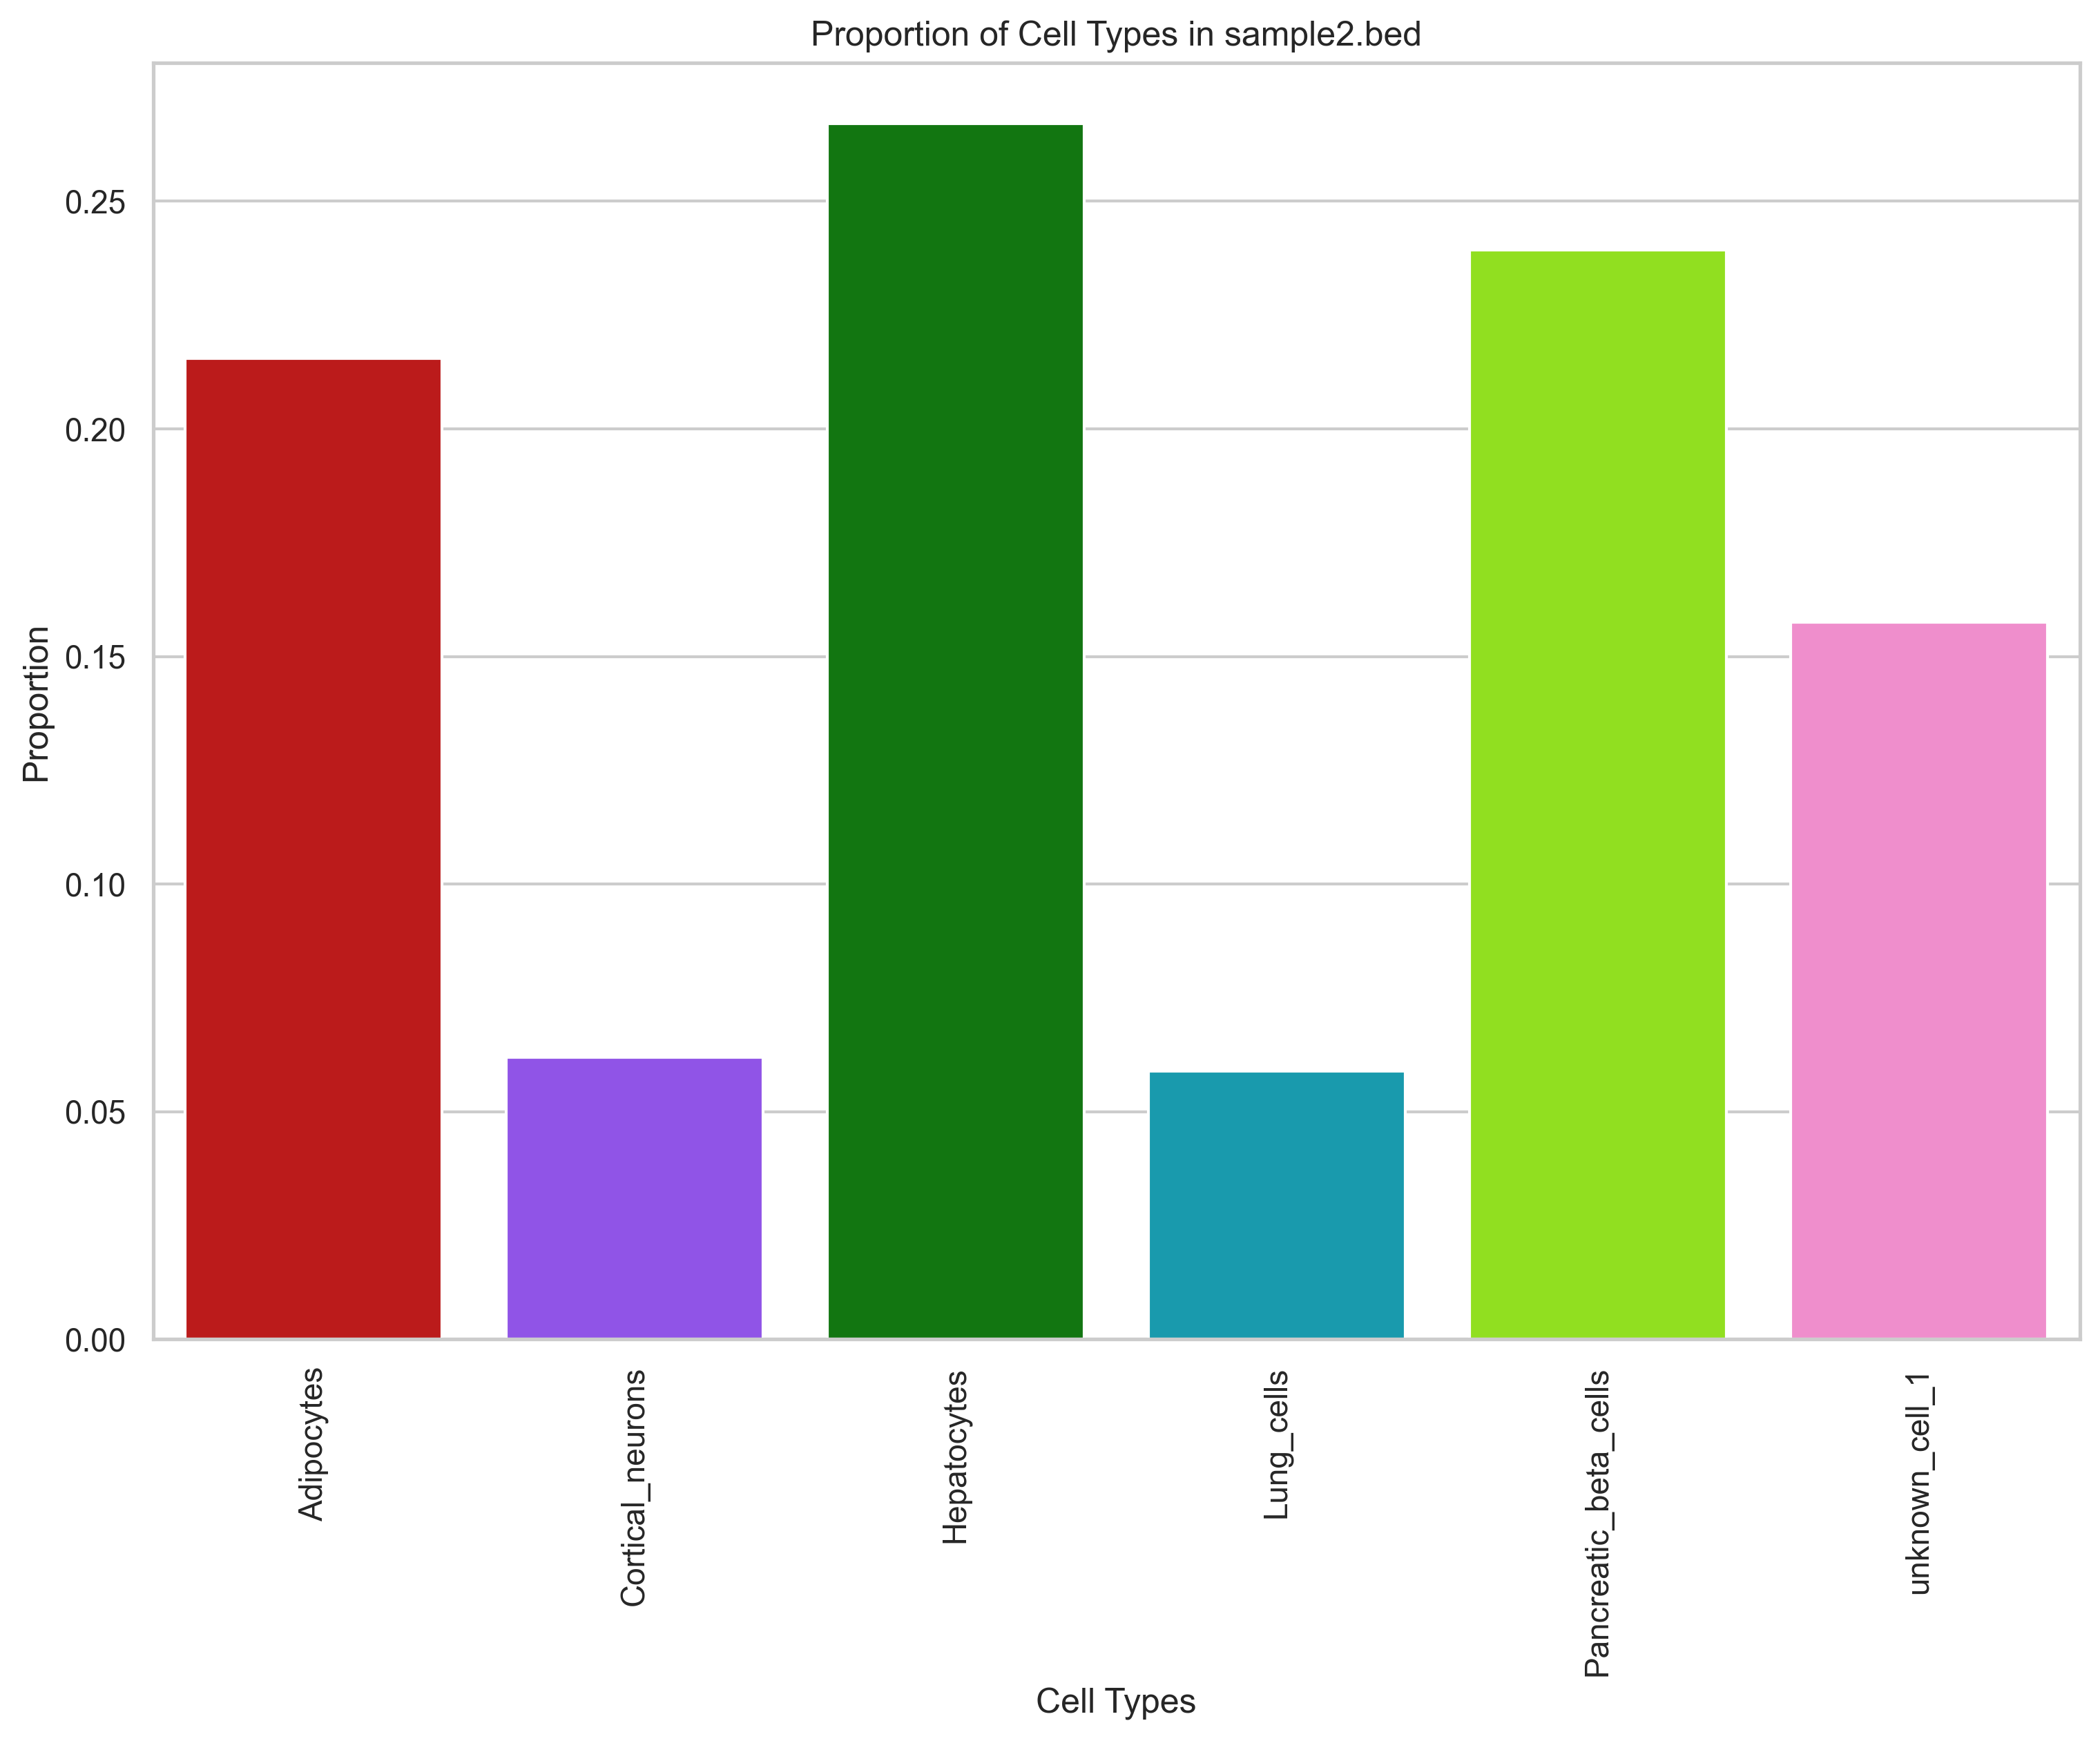 Proportion of Cell Types in sample2.bed
Proportion
0.25
0.20
0.15
0.10
0.05
0.00
Adipocytes
Cortical_neurons
Hepatocytes
Lung_cells
Pancreatic_beta_cells
unknown_cell_1
Cell Types